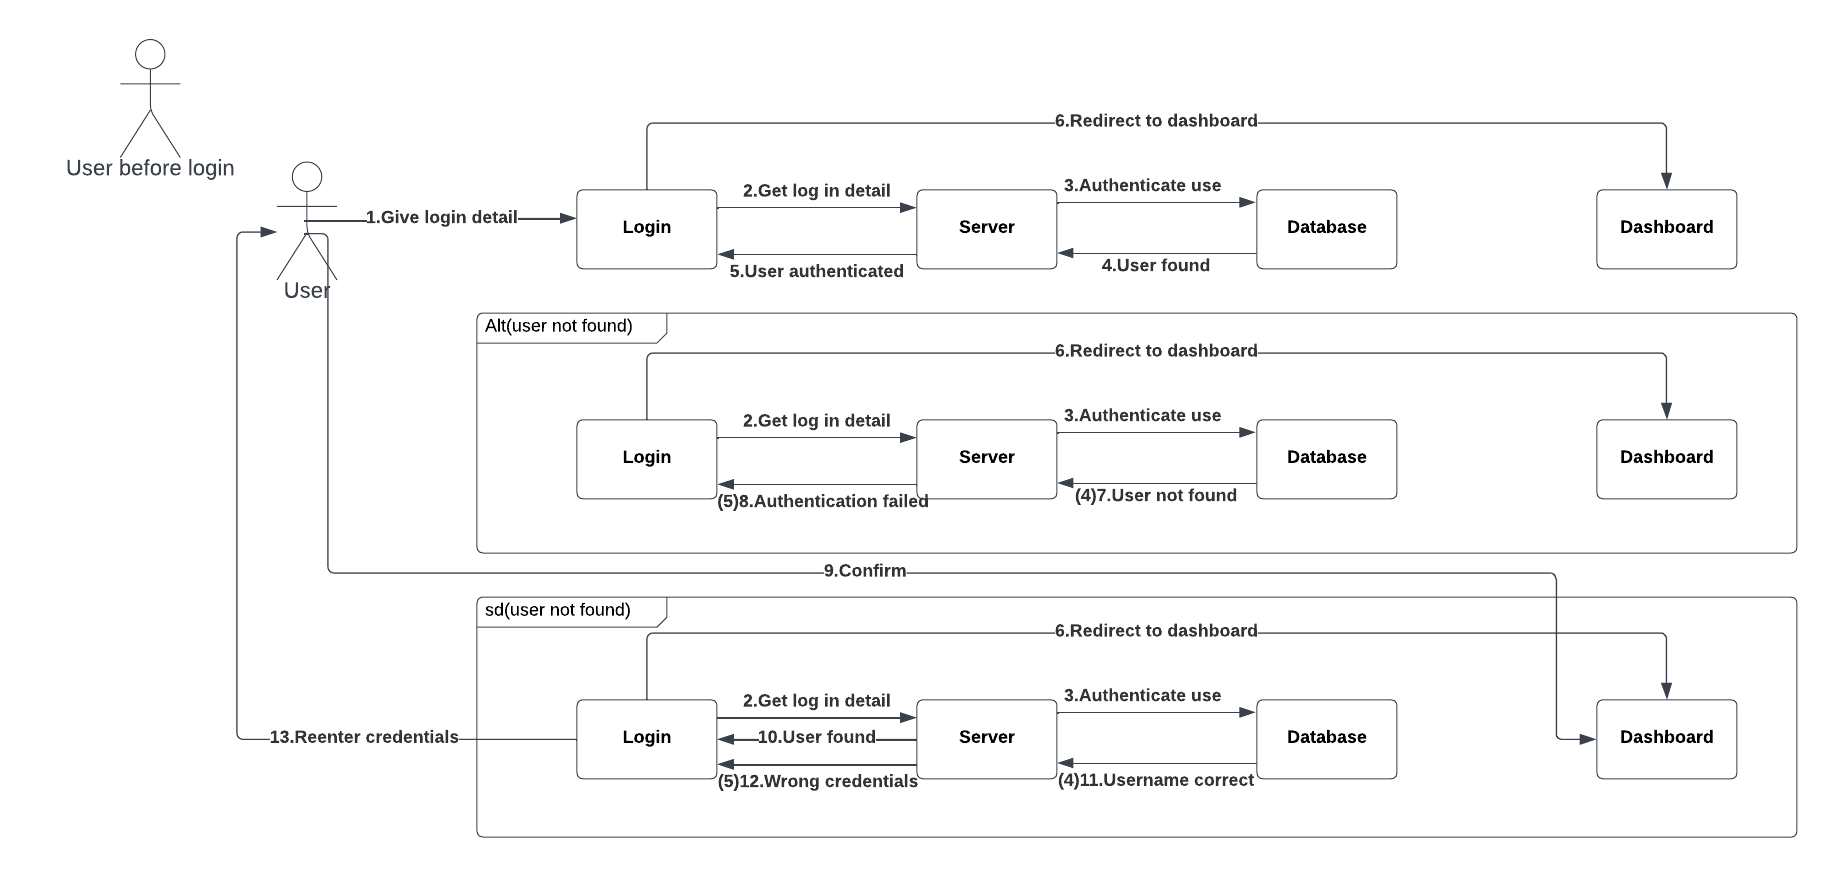 User before login
User
1.Give login detail
6.Redirect to dashboard
2.Get log in detail
3.Authenticate use
Login
Server
Database
Dashboard
5.User authenticated
4.User found
Alt(user not found)
6.Redirect to dashboard
2.Get log in detail
3.Authenticate use
Login
Server
Database
Dashboard
(5)8.Authentication failed
(4)7.User not found
9.Confirm
sd(user not found)
6.Redirect to dashboard
2.Get log in detail
3.Authenticate use
13.Reenter credentials
Login
10.User found
Server
Database
Dashboard
(5)12.Wrong credentials
(4)11.Username correct